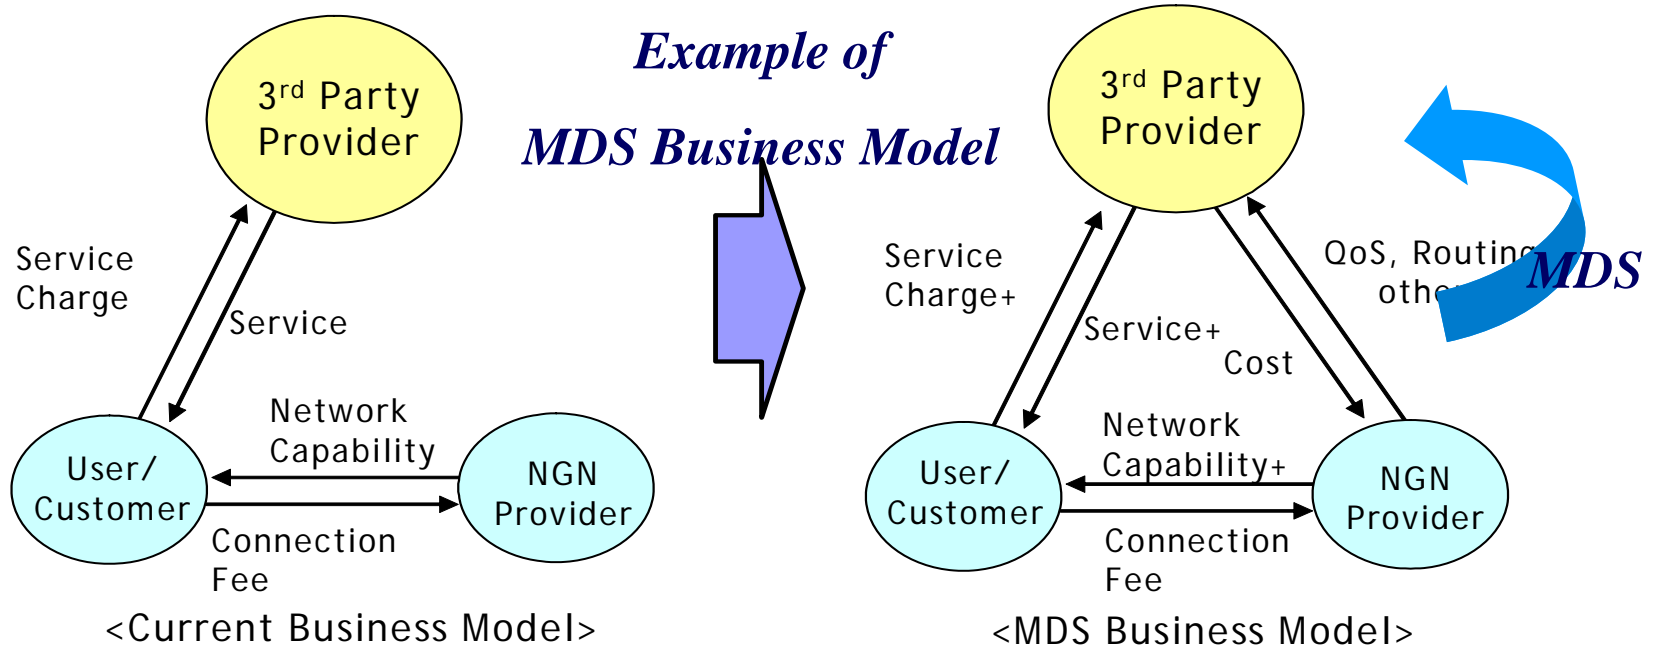 Example of
MDS Business Model
3rd Party
Provider
Service
Charge
Service
Network
Capability
User/
Customer
NGN
Provider
Connection
Fee
<Current Business Model>
3rd Party
Provider
Service
Charge+
Service+
Cost
QoS, Routing
MDS
Network
Capability+
User/
Customer
NGN
Provider
Connection
Fee
<MDS Business Model>